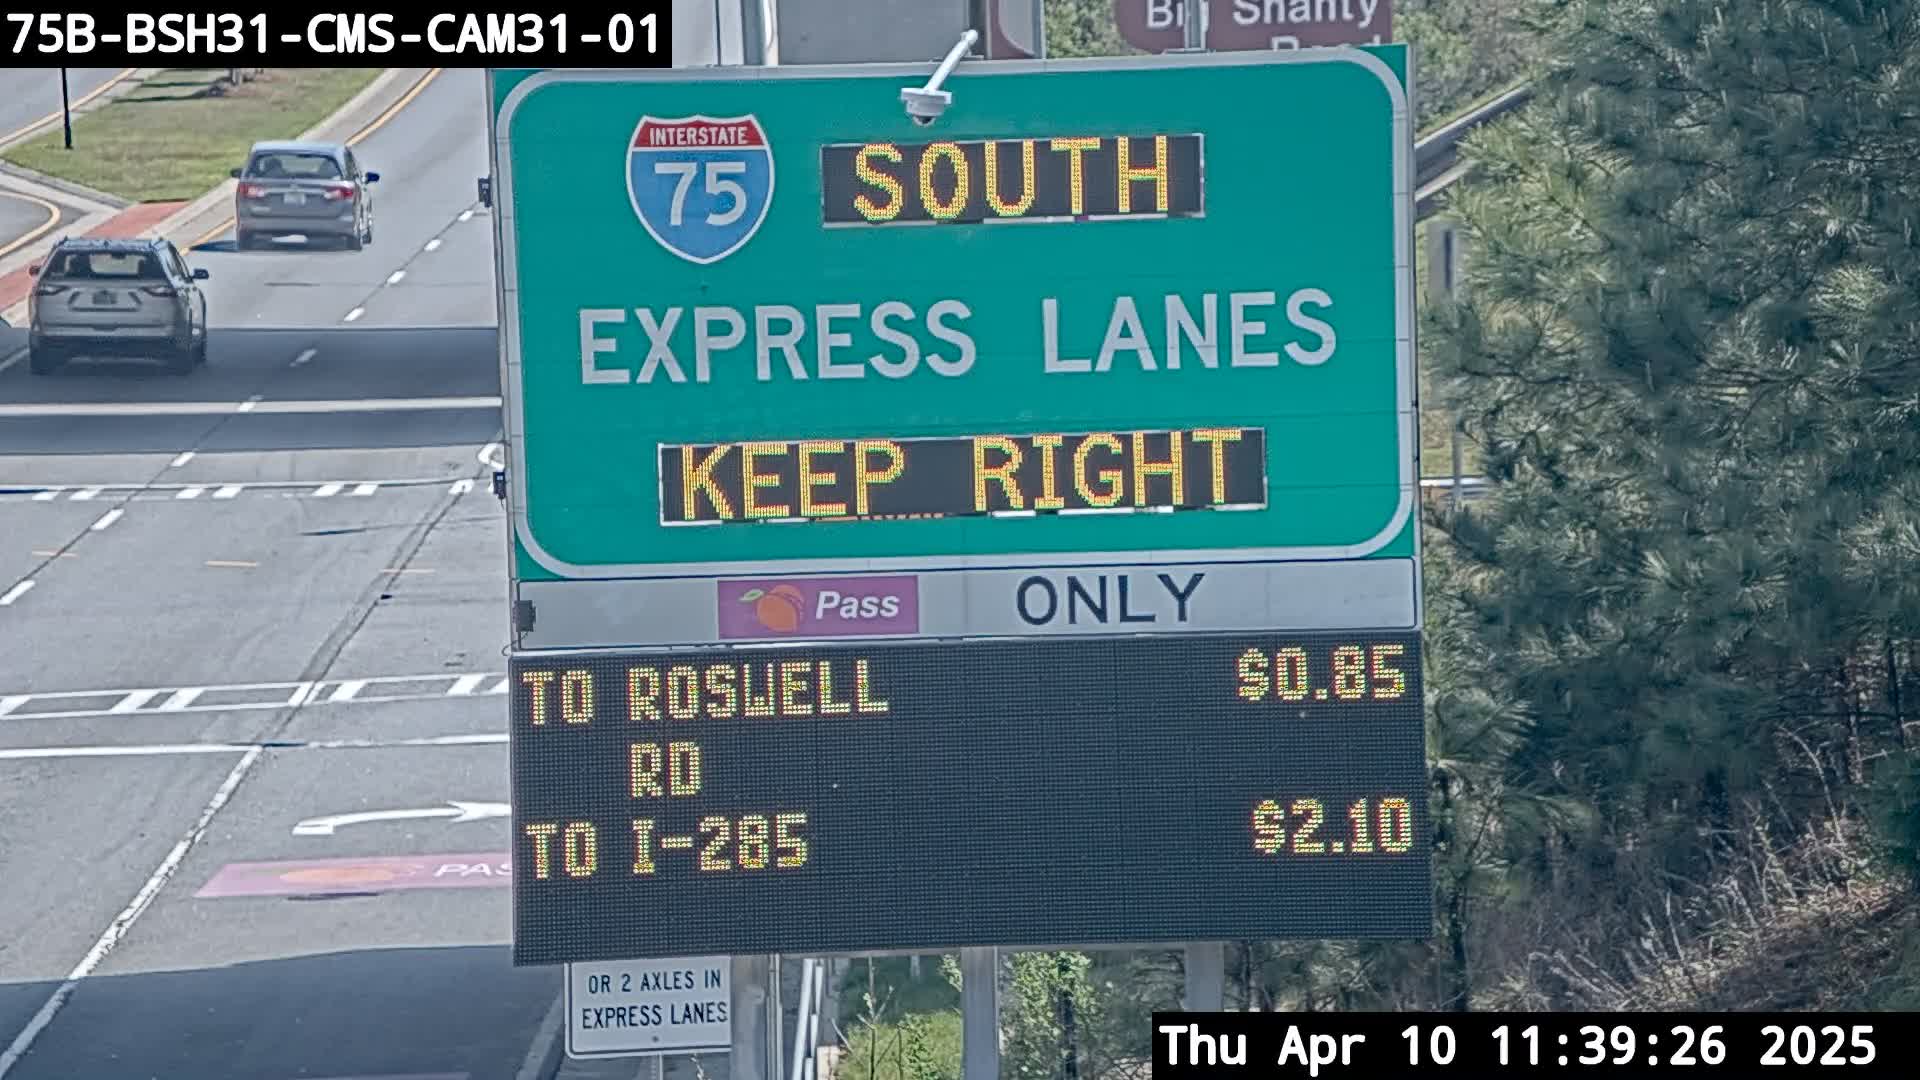 75B-BSH31-CMS-CAM31-01
Big Shanty
Road
INTERSTATE
75
SOUTH
EXPRESS LANES
KEEP RIGHT
Pass
ONLY
TO ROSWELL $0.85
RD
TO I-285 $2.10
OR 2 AXLES IN
EXPRESS LANES
Thu Apr 10 11:39:26 2025